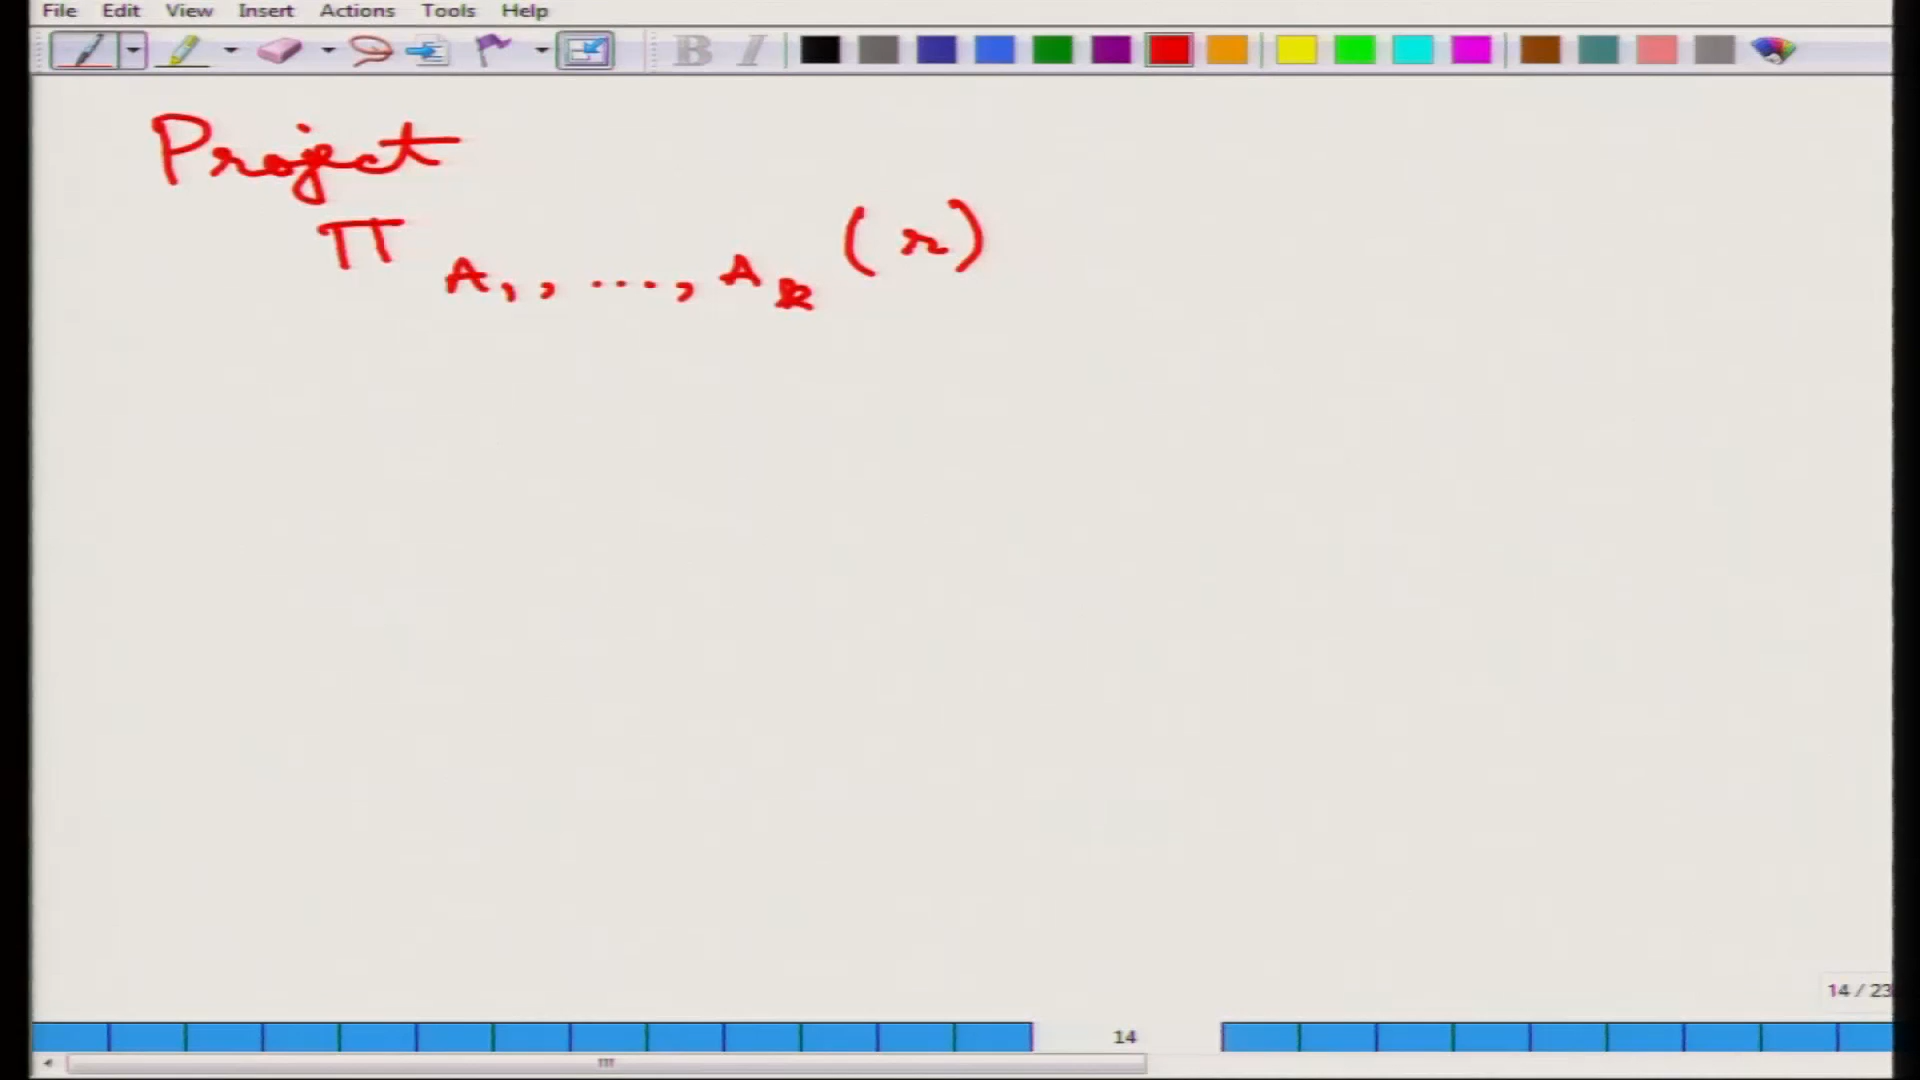 File Edit View Insert Actions Tools Help
B I
Project
Π A₁, ..., Aₖ (r)
14 / 23
14